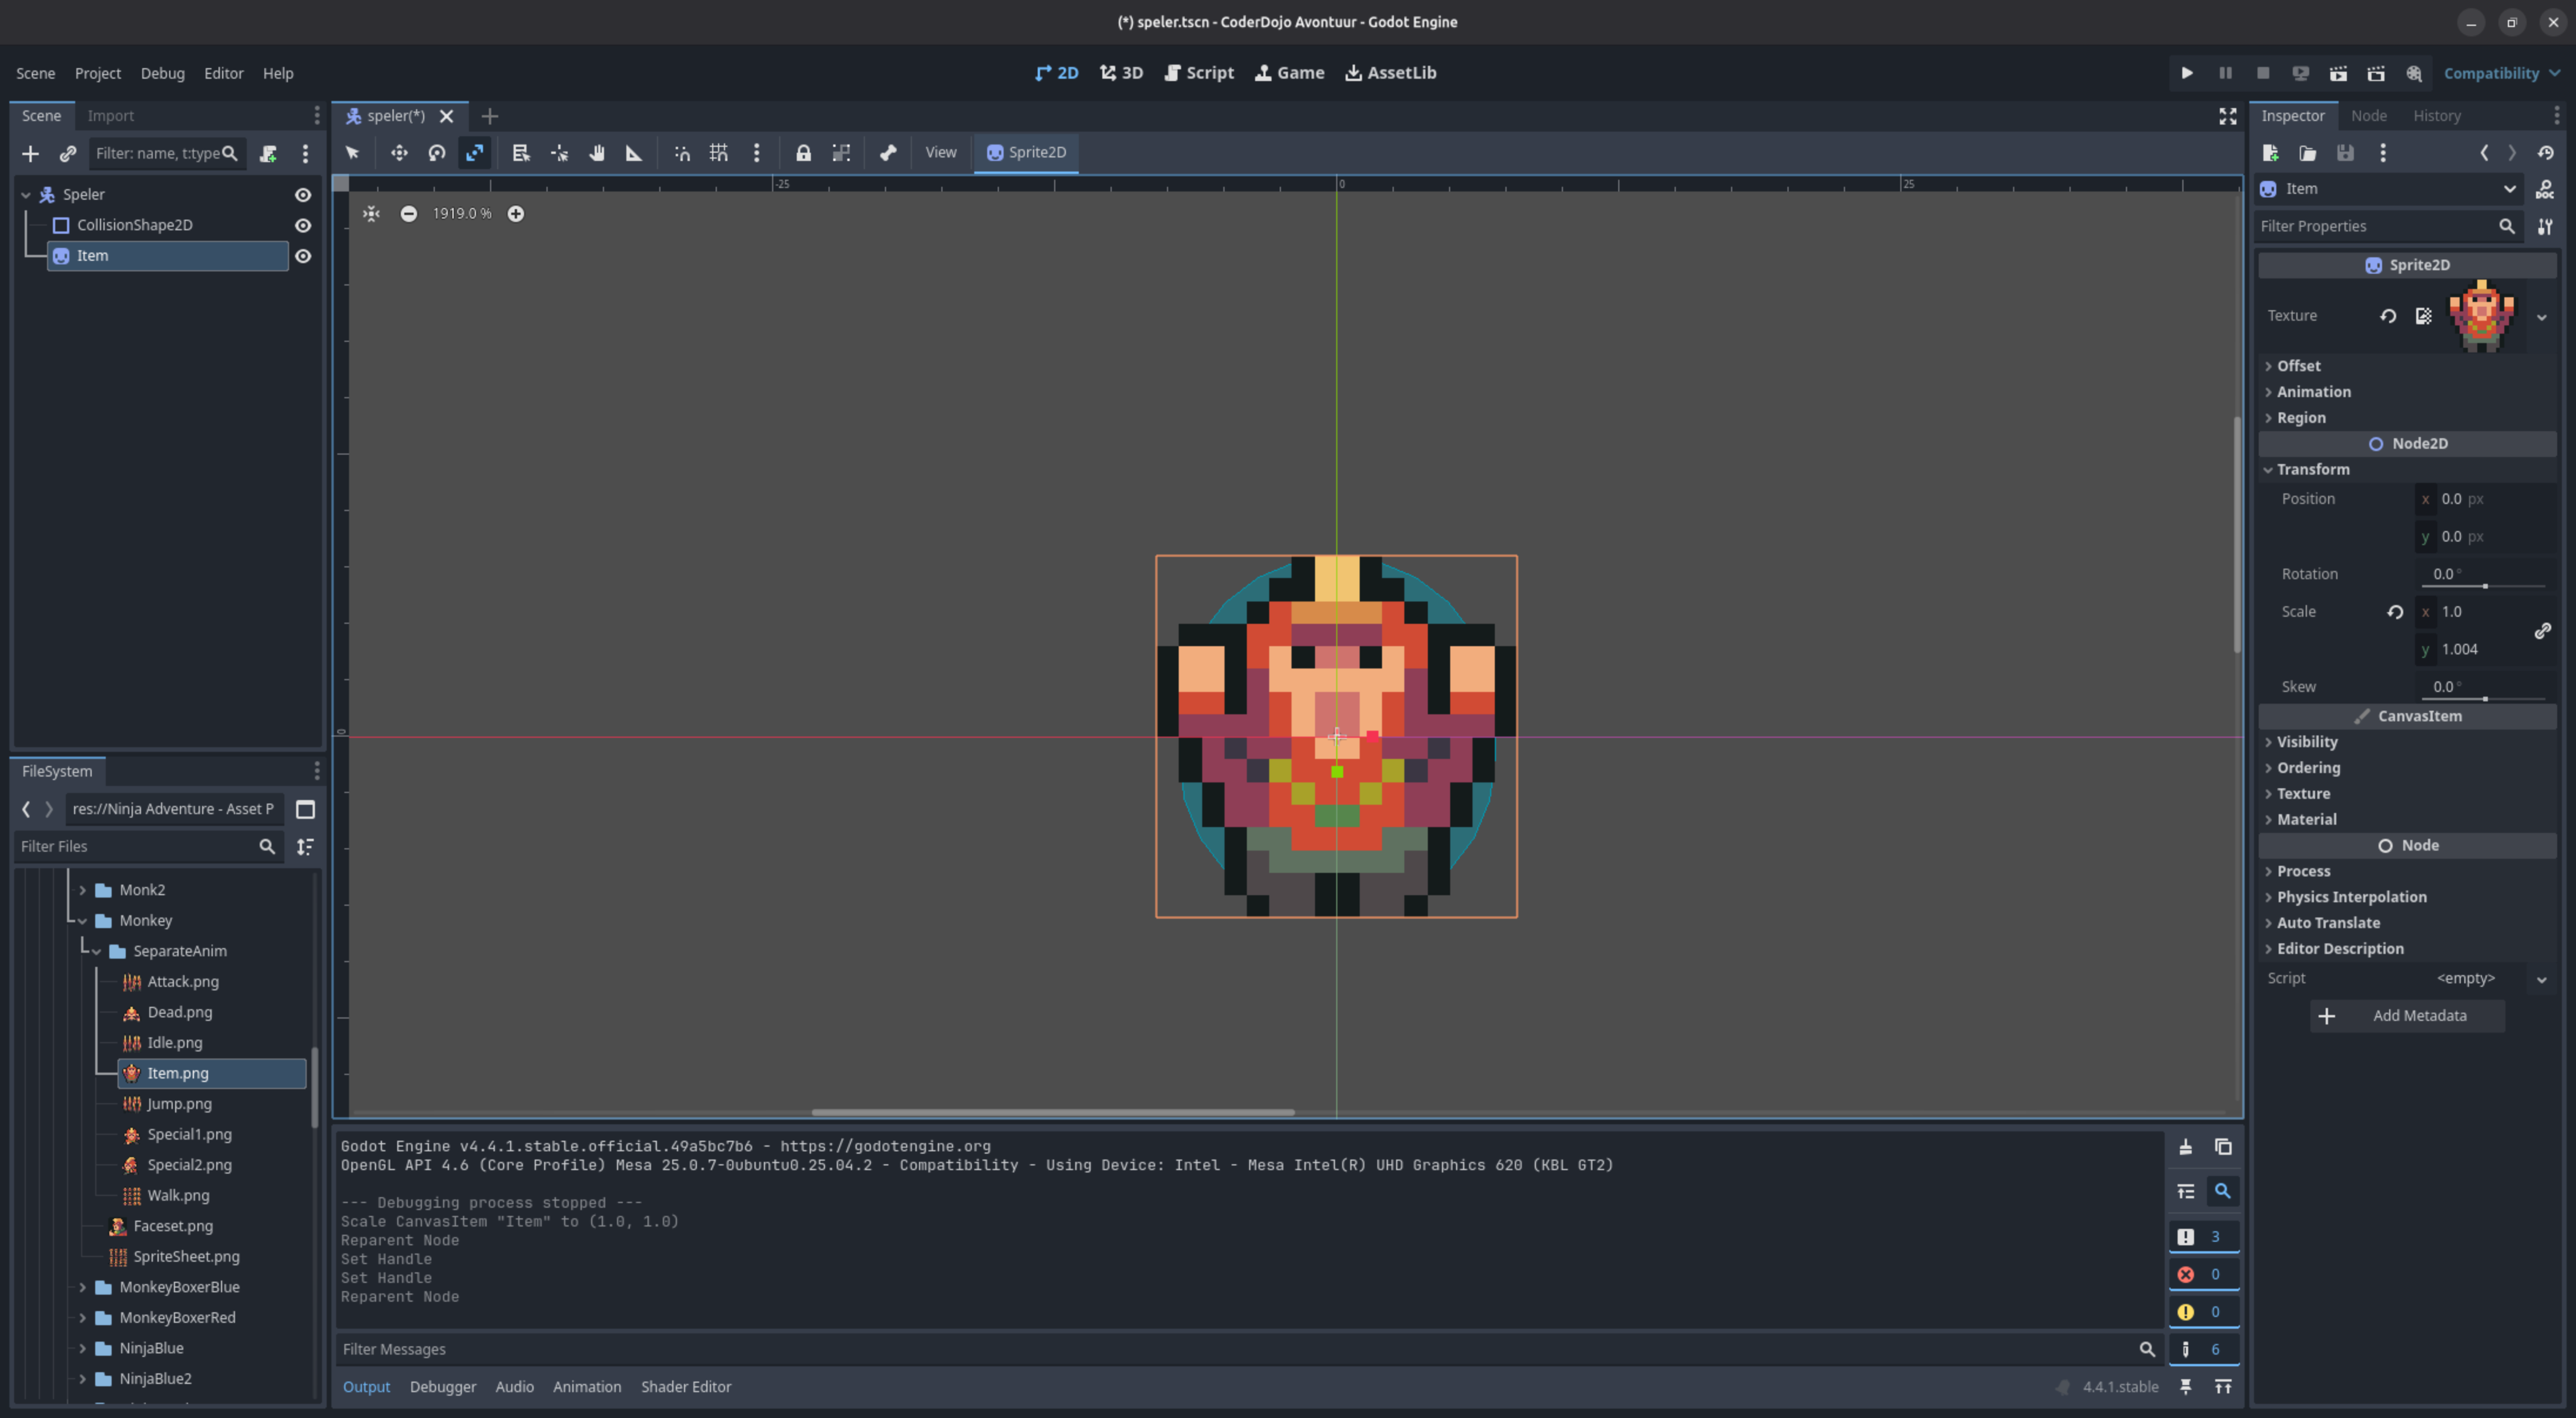 (*) speler.tscn - CoderDojo Avontuur - Godot Engine
Scene Project Debug Editor Help
2D 3D Script Game AssetLib
Compatibility
Scene Import
Filter: name, t:type
Speler
CollisionShape2D
Item
speler(*)
View Sprite2D
-25 0 25
1919.0 %
0
FileSystem
res://Ninja Adventure - Asset P
Filter Files
Monk2
Monkey
SeparateAnim
Attack.png
Dead.png
Idle.png
Item.png
Jump.png
Special1.png
Special2.png
Walk.png
Faceset.png
SpriteSheet.png
MonkeyBoxerBlue
MonkeyBoxerRed
NinjaBlue
NinjaBlue2
Godot Engine v4.4.1.stable.official.49a5bc7b6 - https://godotengine.org
OpenGL API 4.6 (Core Profile) Mesa 25.0.7-0ubuntu0.25.04.2 - Compatibility - Using Device: Intel - Mesa Intel(R) UHD Graphics 620 (KBL GT2)
--- Debugging process stopped ---
Scale CanvasItem "Item" to (1.0, 1.0)
Reparent Node
Set Handle
Set Handle
Reparent Node
3
0
0
6
Filter Messages
Output Debugger Audio Animation Shader Editor
4.4.1.stable
Inspector Node History
Item
Filter Properties
Sprite2D
Texture
Offset
Animation
Region
Node2D
Transform
Position x 0.0 px
y 0.0 px
Rotation 0.0 °
Scale x 1.0
y 1.004
Skew 0.0 °
CanvasItem
Visibility
Ordering
Texture
Material
Node
Process
Physics Interpolation
Auto Translate
Editor Description
Script <empty>
Add Metadata